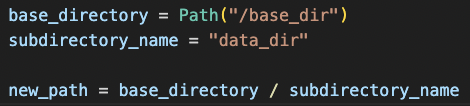 base_directory = Path("/base_dir")
subdirectory_name = "data_dir"
new_path = base_directory / subdirectory_name